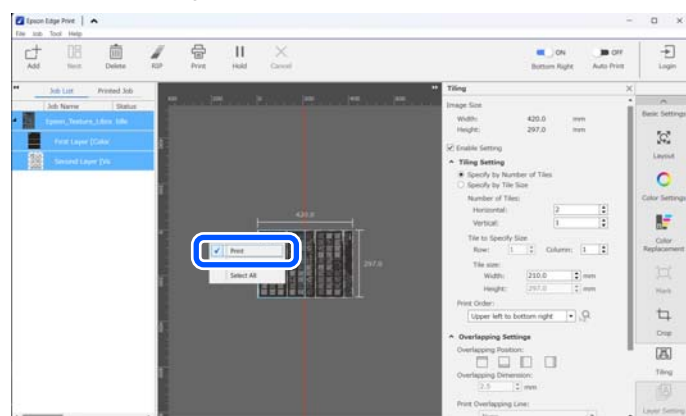 Epson Edge Print
File Job Tool Help
Add Nest Delete RIP Print Hold Cancel ON Bottom Right OFF Auto Print Login
Job List Printed Job
Job Name Status
Epson_Texture_Libra Idle
First Layer [Color
Second Layer [Va
420.0
297.0
Print
Select All
Tiling
Image Size
Width: 420.0 mm
Height: 297.0 mm
Enable Setting
Tiling Setting
Specify by Number of Tiles
Specify by Tile Size
Number of Tiles:
Horizontal: 2
Vertical: 1
Tile to Specify Size
Row: 1 Column: 1
Tile size:
Width: 210.0 mm
Height: 297.0 mm
Print Order:
Upper left to bottom right
Overlapping Settings
Overlapping Position:
Overlapping Dimension:
2.5 mm
Print Overlapping Line:
None
Basic Settings
Layout
Color Settings
Color Replacement
Mark
Crop
Tiling
Layer Setting